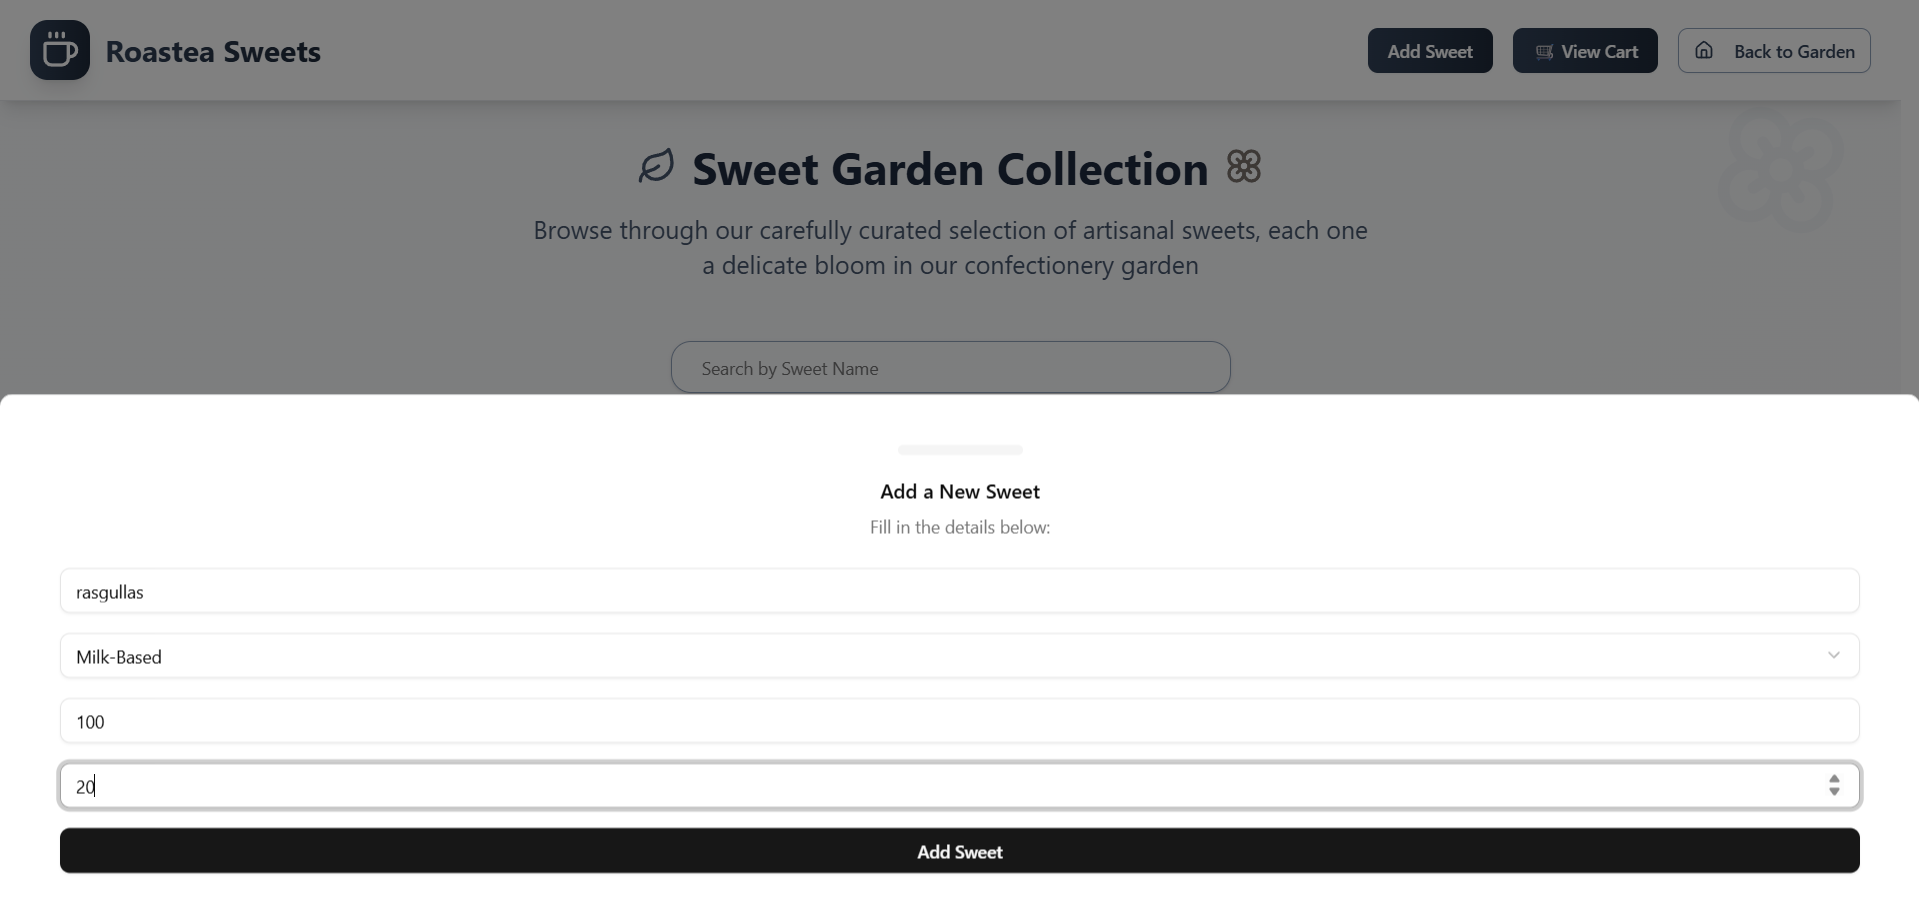 Roastea Sweets
Add Sweet
View Cart
Back to Garden
Sweet Garden Collection
Browse through our carefully curated selection of artisanal sweets, each one
a delicate bloom in our confectionery garden
Search by Sweet Name
Add a New Sweet
Fill in the details below:
rasgullas
Milk-Based
100
20
Add Sweet